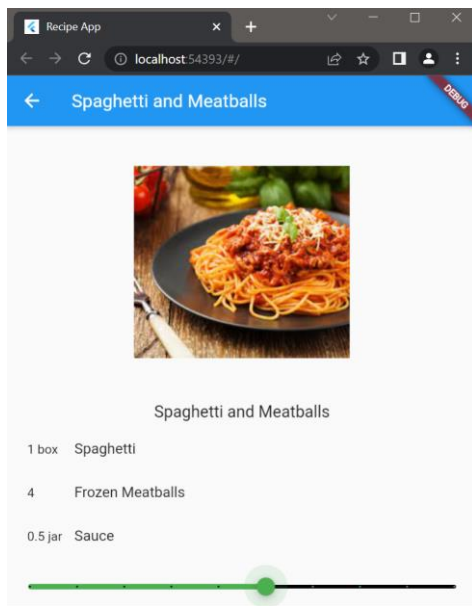 Recipe App
localhost:54393/#/
Spaghetti and Meatballs
DEBUG
Spaghetti and Meatballs
1 box Spaghetti
4 Frozen Meatballs
0.5 jar Sauce